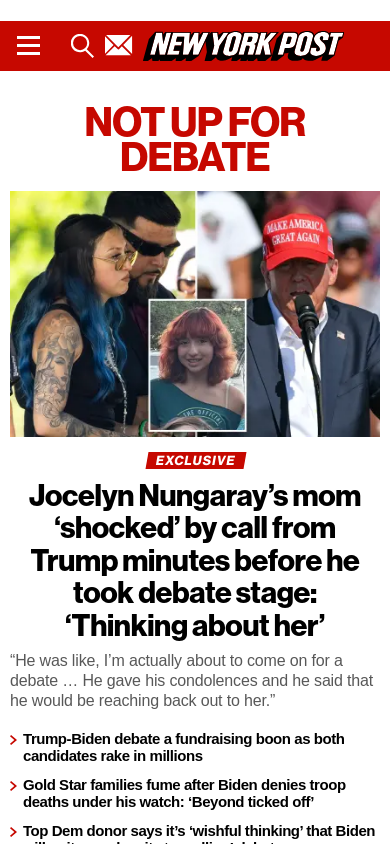 NEW YORK POST
NOT UP FOR
DEBATE
MAKE AMERICA
GREAT AGAIN
THE OFFICIAL
EXCLUSIVE
Jocelyn Nungaray’s mom
‘shocked’ by call from
Trump minutes before he
took debate stage:
‘Thinking about her’
“He was like, I’m actually about to come on for a
debate … He gave his condolences and he said that
he would be reaching back out to her.”
Trump-Biden debate a fundraising boon as both
candidates rake in millions
Gold Star families fume after Biden denies troop
deaths under his watch: ‘Beyond ticked off’
Top Dem donor says it’s ‘wishful thinking’ that Biden